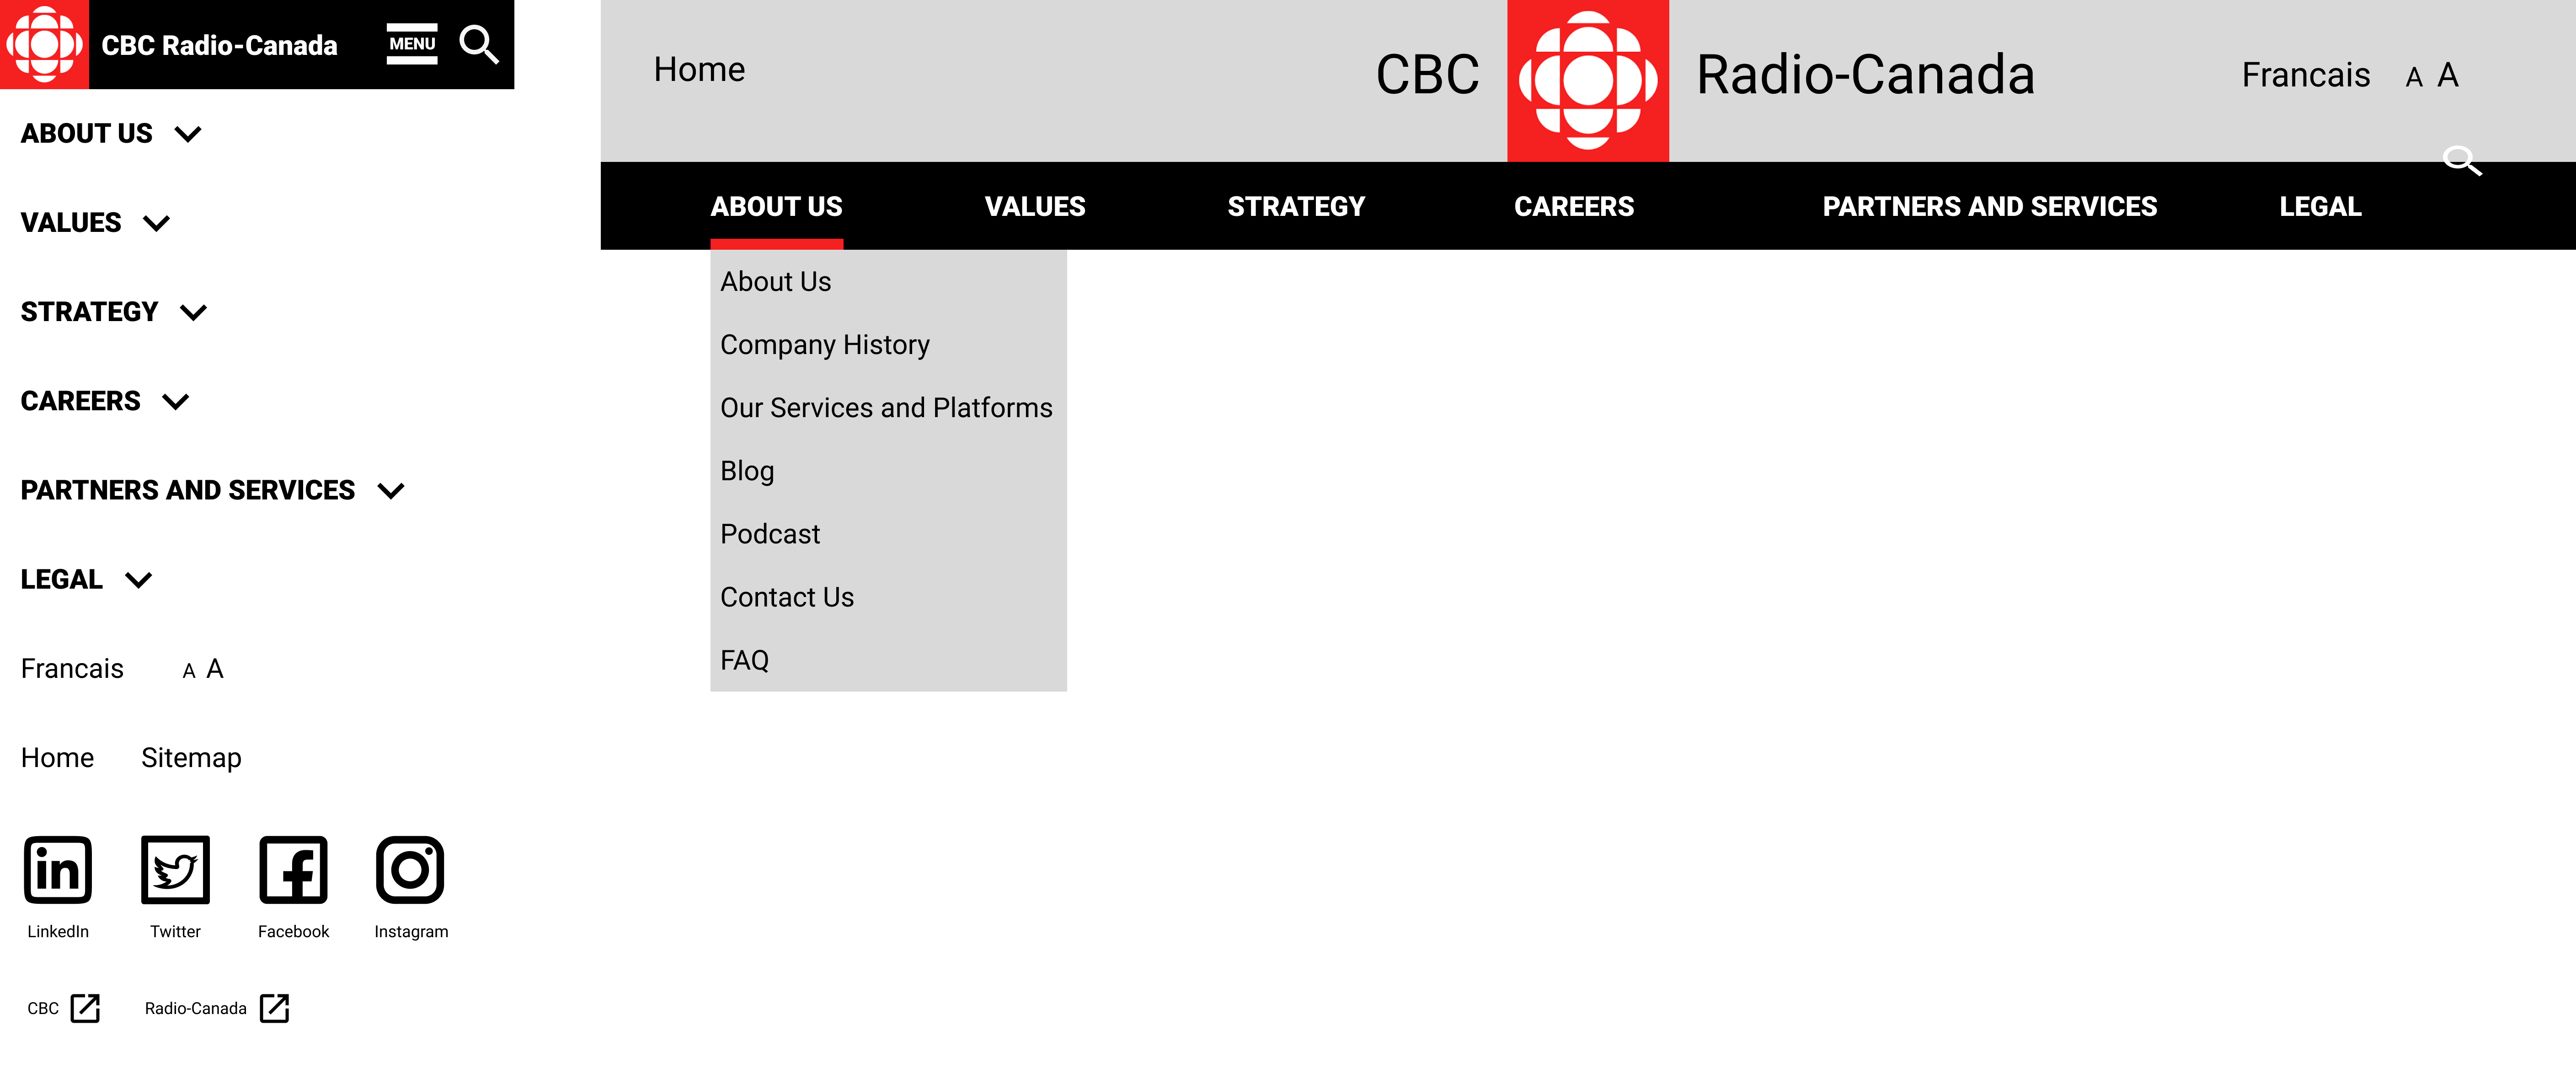 CBC Radio-Canada MENU
ABOUT US
VALUES
STRATEGY
CAREERS
PARTNERS AND SERVICES
LEGAL
Francais A A
Home Sitemap
LinkedIn Twitter Facebook Instagram
CBC Radio-Canada
Home CBC Radio-Canada Francais A A
ABOUT US VALUES STRATEGY CAREERS PARTNERS AND SERVICES LEGAL
About Us
Company History
Our Services and Platforms
Blog
Podcast
Contact Us
FAQ